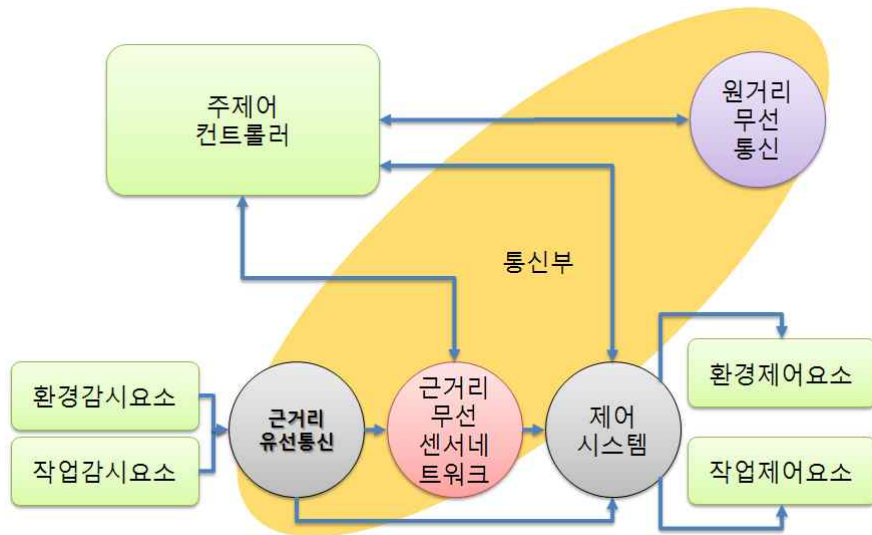 주제어
컨트롤러
원거리
무선
통신
통신부
환경감시요소
작업감시요소
근거리
유선통신
근거리
무선
센서네
트워크
제어
시스템
환경제어요소
작업제어요소